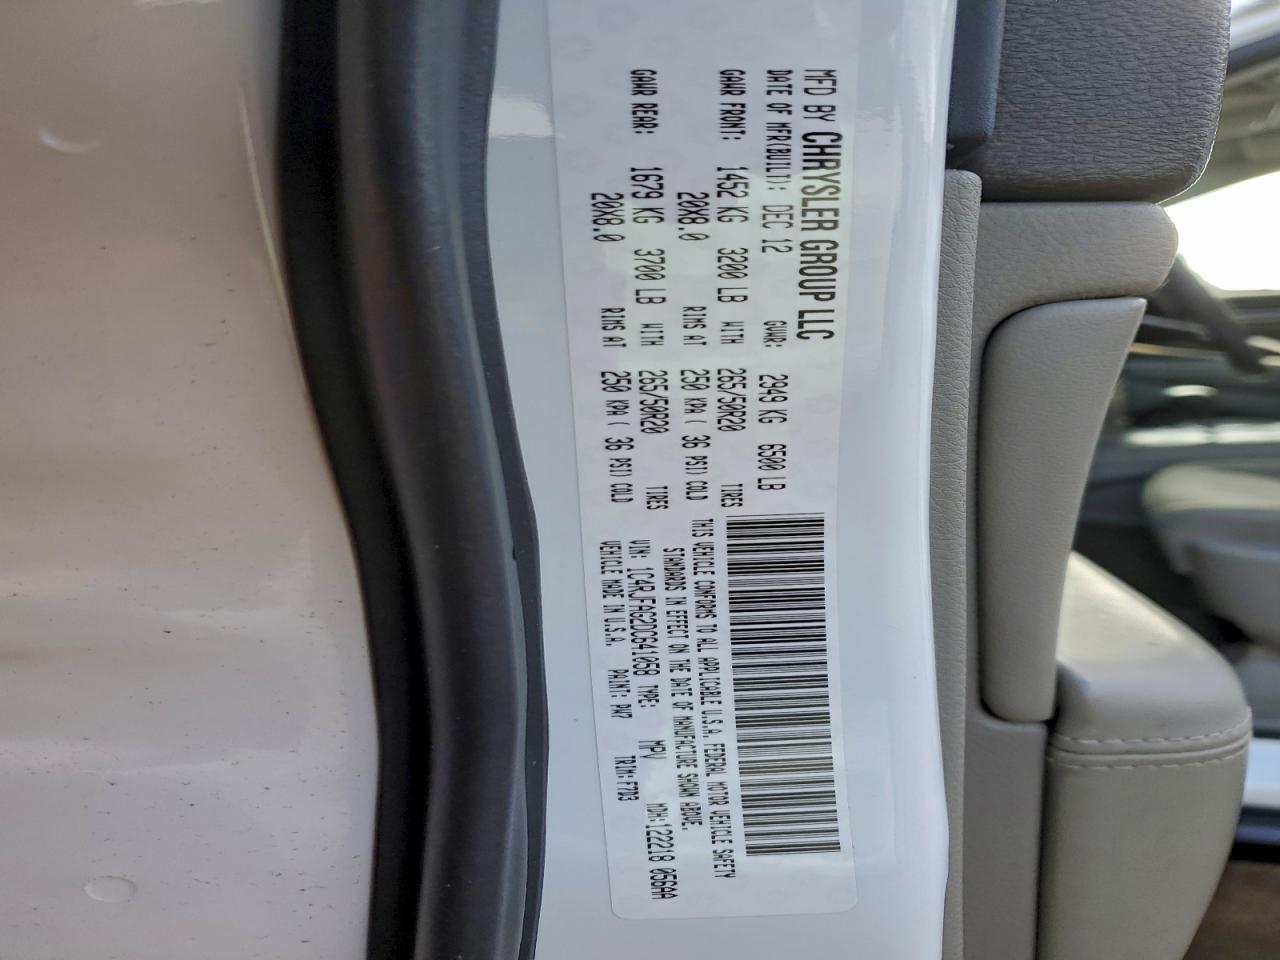 MFD BY CHRYSLER GROUP LLC
DATE OF MFR(BUILT): DEC 12 GVWR: 2949 KG 6500 LB
GAWR FRONT: 1452 KG 3200 LB WITH 265/50R20 TIRES
20X8.0 RIMS AT 250 KPA ( 36 PSI) COLD
GAWR REAR: 1679 KG 3700 LB WITH 265/50R20 TIRES
20X8.0 RIMS AT 250 KPA ( 36 PSI) COLD
THIS VEHICLE CONFORMS TO ALL APPLICABLE U.S.A. FEDERAL MOTOR VEHICLE SAFETY
STANDARDS IN EFFECT ON THE DATE OF MANUFACTURE SHOWN ABOVE.
VIN: 1C4RJFAG2DC641058 TYPE: MPV MDH:122218 056AA
VEHICLE MADE IN U.S.A. PAINT: PW7 TRIM:F7D3